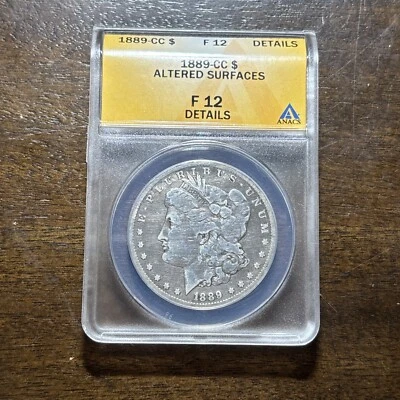 1889-CC $ F 12 DETAILS
1889-CC $
ALTERED SURFACES
F 12
DETAILS
ANACS
E·PLURIBUS·UNUM
1889